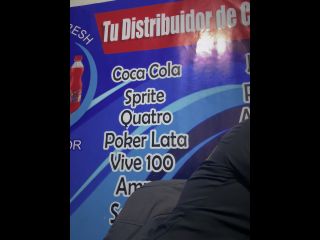 ESH
Tu Distribuidor de
Coca Cola
Sprite
Quatro
Poker Lata
Vive 100